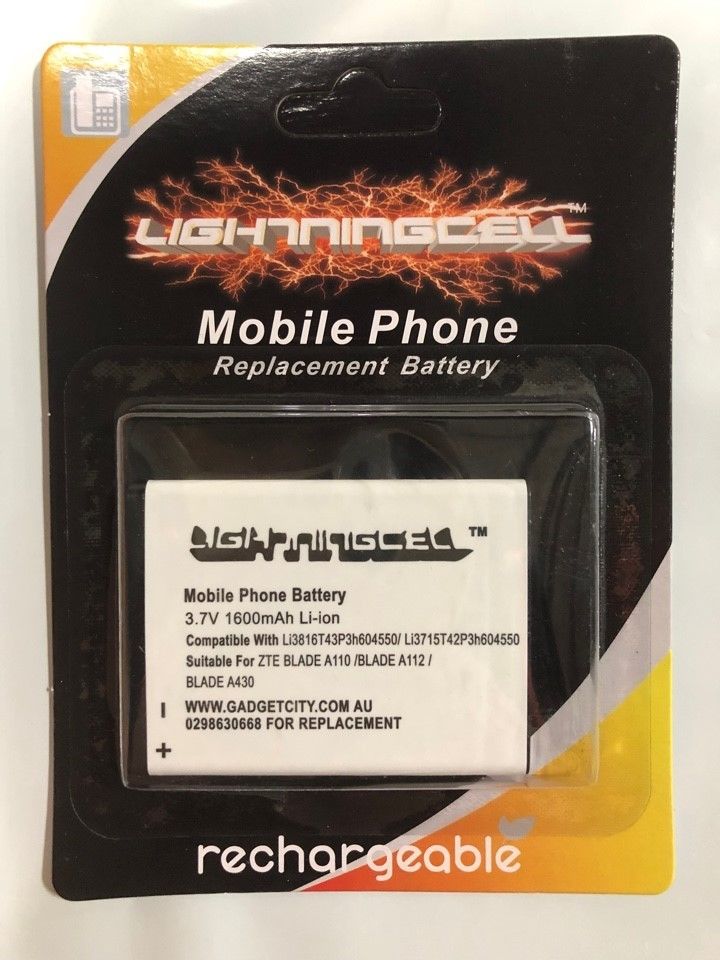 LIGHTNINGCELL™
Mobile Phone
Replacement Battery
LIGHTNINGCELL™
Mobile Phone Battery
3.7V 1600mAh Li-ion
Compatible With Li3816T43P3h604550/ Li3715T42P3h604550
Suitable For ZTE BLADE A110 /BLADE A112 /
BLADE A430
WWW.GADGETCITY.COM AU
0298630668 FOR REPLACEMENT
rechargeable